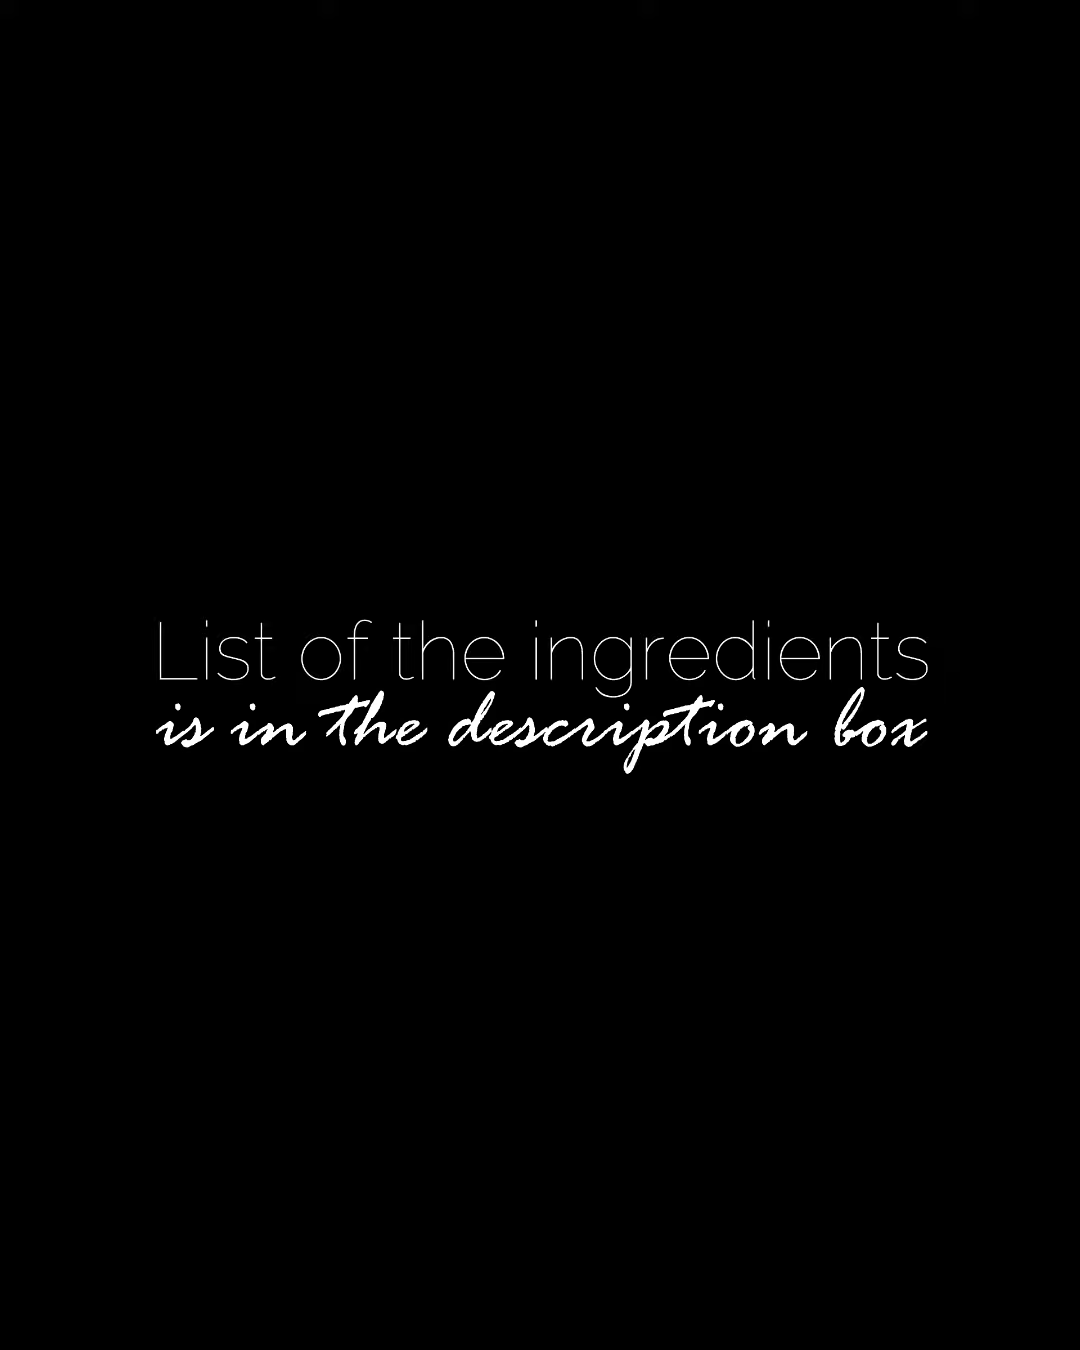 List of the ingredients
is in the description box